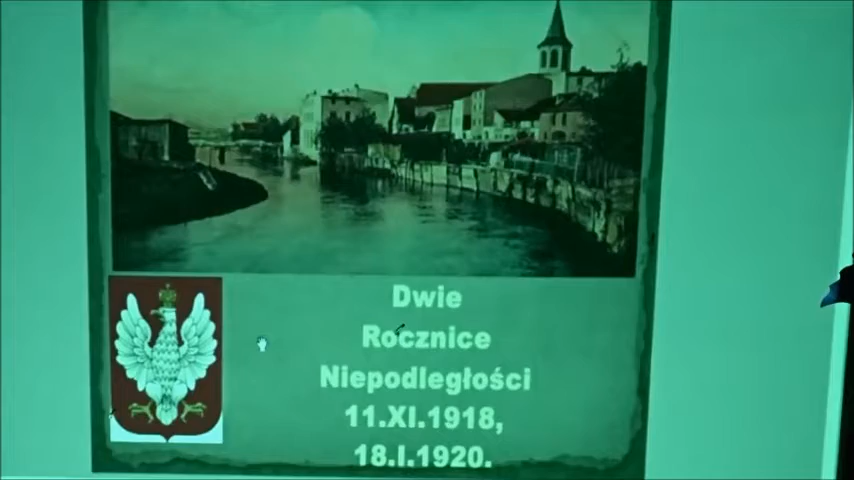 Dwie
Rocznice
Niepodległości
11.XI.1918,
18.I.1920.